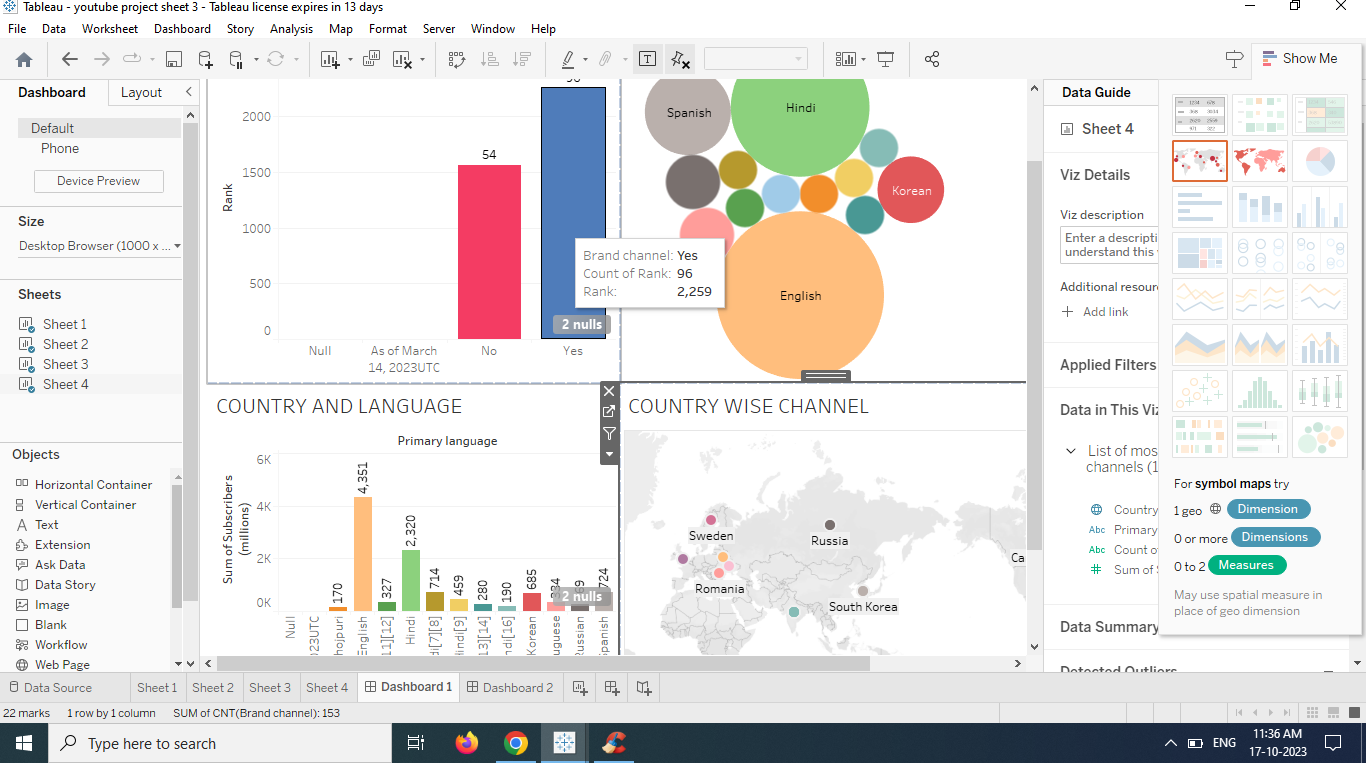 Tableau - youtube project sheet 3 - Tableau license expires in 13 days
File Data Worksheet Dashboard Story Analysis Map Format Server Window Help
Show Me
Dashboard Layout
Default
Phone
Device Preview
Size
Desktop Browser (1000 x ...
Sheets
Sheet 1
Sheet 2
Sheet 3
Sheet 4
Objects
Horizontal Container
Vertical Container
Text
Extension
Ask Data
Data Story
Image
Blank
Workflow
Web Page
Rank
2000
1500
1000
500
0
54
Null
As of March
14, 2023UTC
No
Yes
Brand channel: Yes
Count of Rank: 96
Rank: 2,259
2 nulls
Spanish
Hindi
Korean
English
COUNTRY AND LANGUAGE
Primary language
Sum of Subscribers
(millions)
6K
4K
2K
0K
170
4,351
327
2,320
714
459
280
190
685
724
2 nulls
Null
2023UTC
hojpuri
English
11][12]
Hindi
di[7][8]
Hindi[9]
13][14]
ndi[16]
Korean
uguese
ussian
panish
COUNTRY WISE CHANNEL
Sweden
Russia
Romania
South Korea
Ca
Data Guide
Sheet 4
Viz Details
Viz description
Enter a descripti
understand this
Additional resour
Add link
Applied Filters
Data in This Viz
List of mos
channels (1
Country
Primary
Count o
Sum of S
Data Summary
Detected Outliers
For symbol maps try
1 geo Dimension
0 or more Dimensions
0 to 2 Measures
May use spatial measure in
place of geo dimension
Data Source Sheet 1 Sheet 2 Sheet 3 Sheet 4 Dashboard 1 Dashboard 2
22 marks 1 row by 1 column SUM of CNT(Brand channel): 153
Type here to search
ENG
11:36 AM
17-10-2023